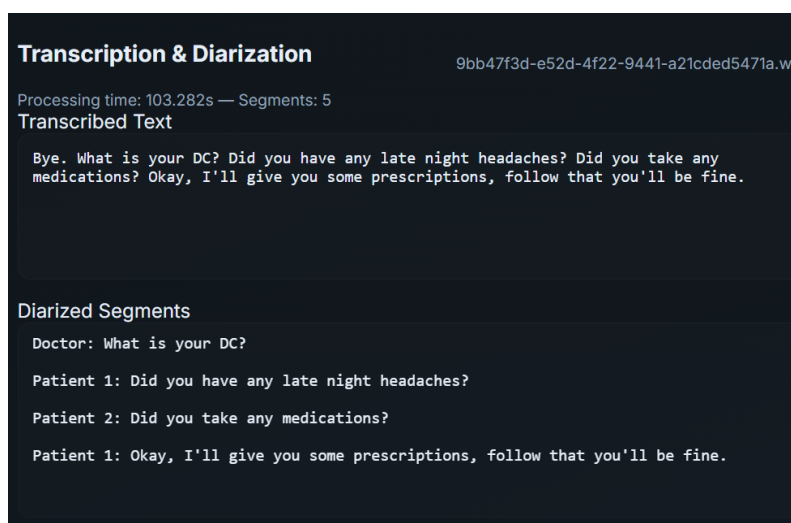 Transcription & Diarization
9bb47f3d-e52d-4f22-9441-a21cded5471a.w
Processing time: 103.282s — Segments: 5
Transcribed Text
Bye. What is your DC? Did you have any late night headaches? Did you take any
medications? Okay, I'll give you some prescriptions, follow that you'll be fine.
Diarized Segments
Doctor: What is your DC?
Patient 1: Did you have any late night headaches?
Patient 2: Did you take any medications?
Patient 1: Okay, I'll give you some prescriptions, follow that you'll be fine.